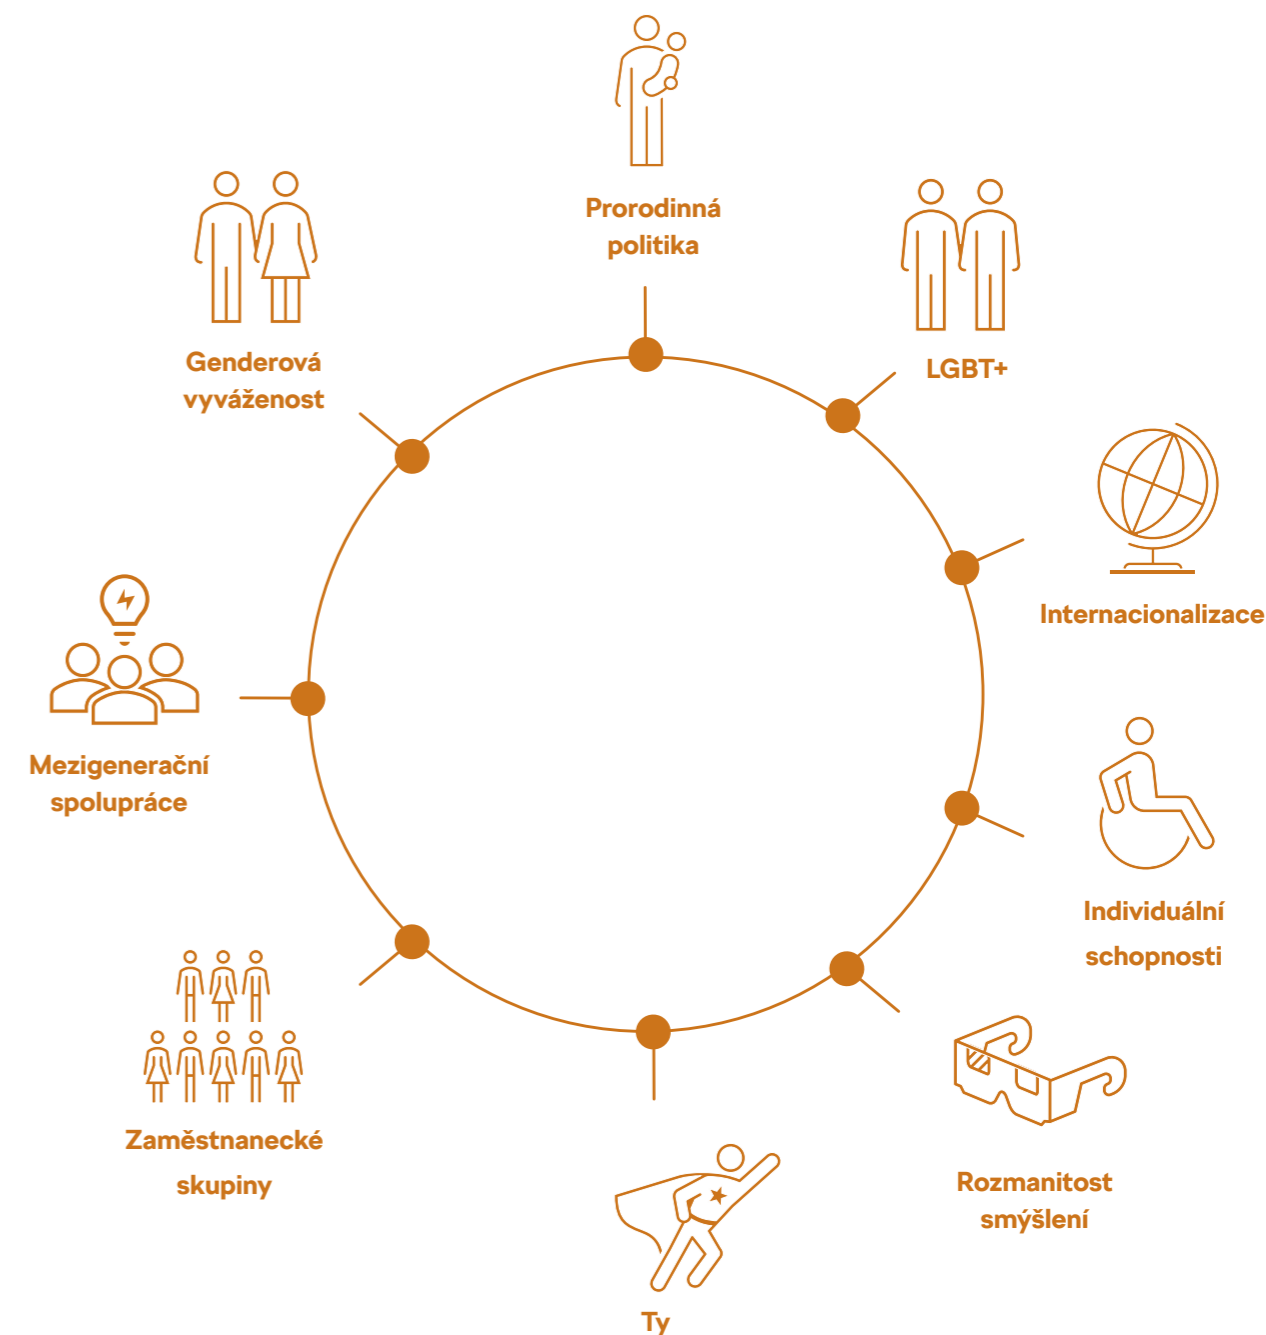 Prorodinná
politika
LGBT+
Internacionalizace
Individuální
schopnosti
Rozmanitost
smýšlení
Ty
Zaměstnanecké
skupiny
Mezigenerační
spolupráce
Genderová
vyváženost